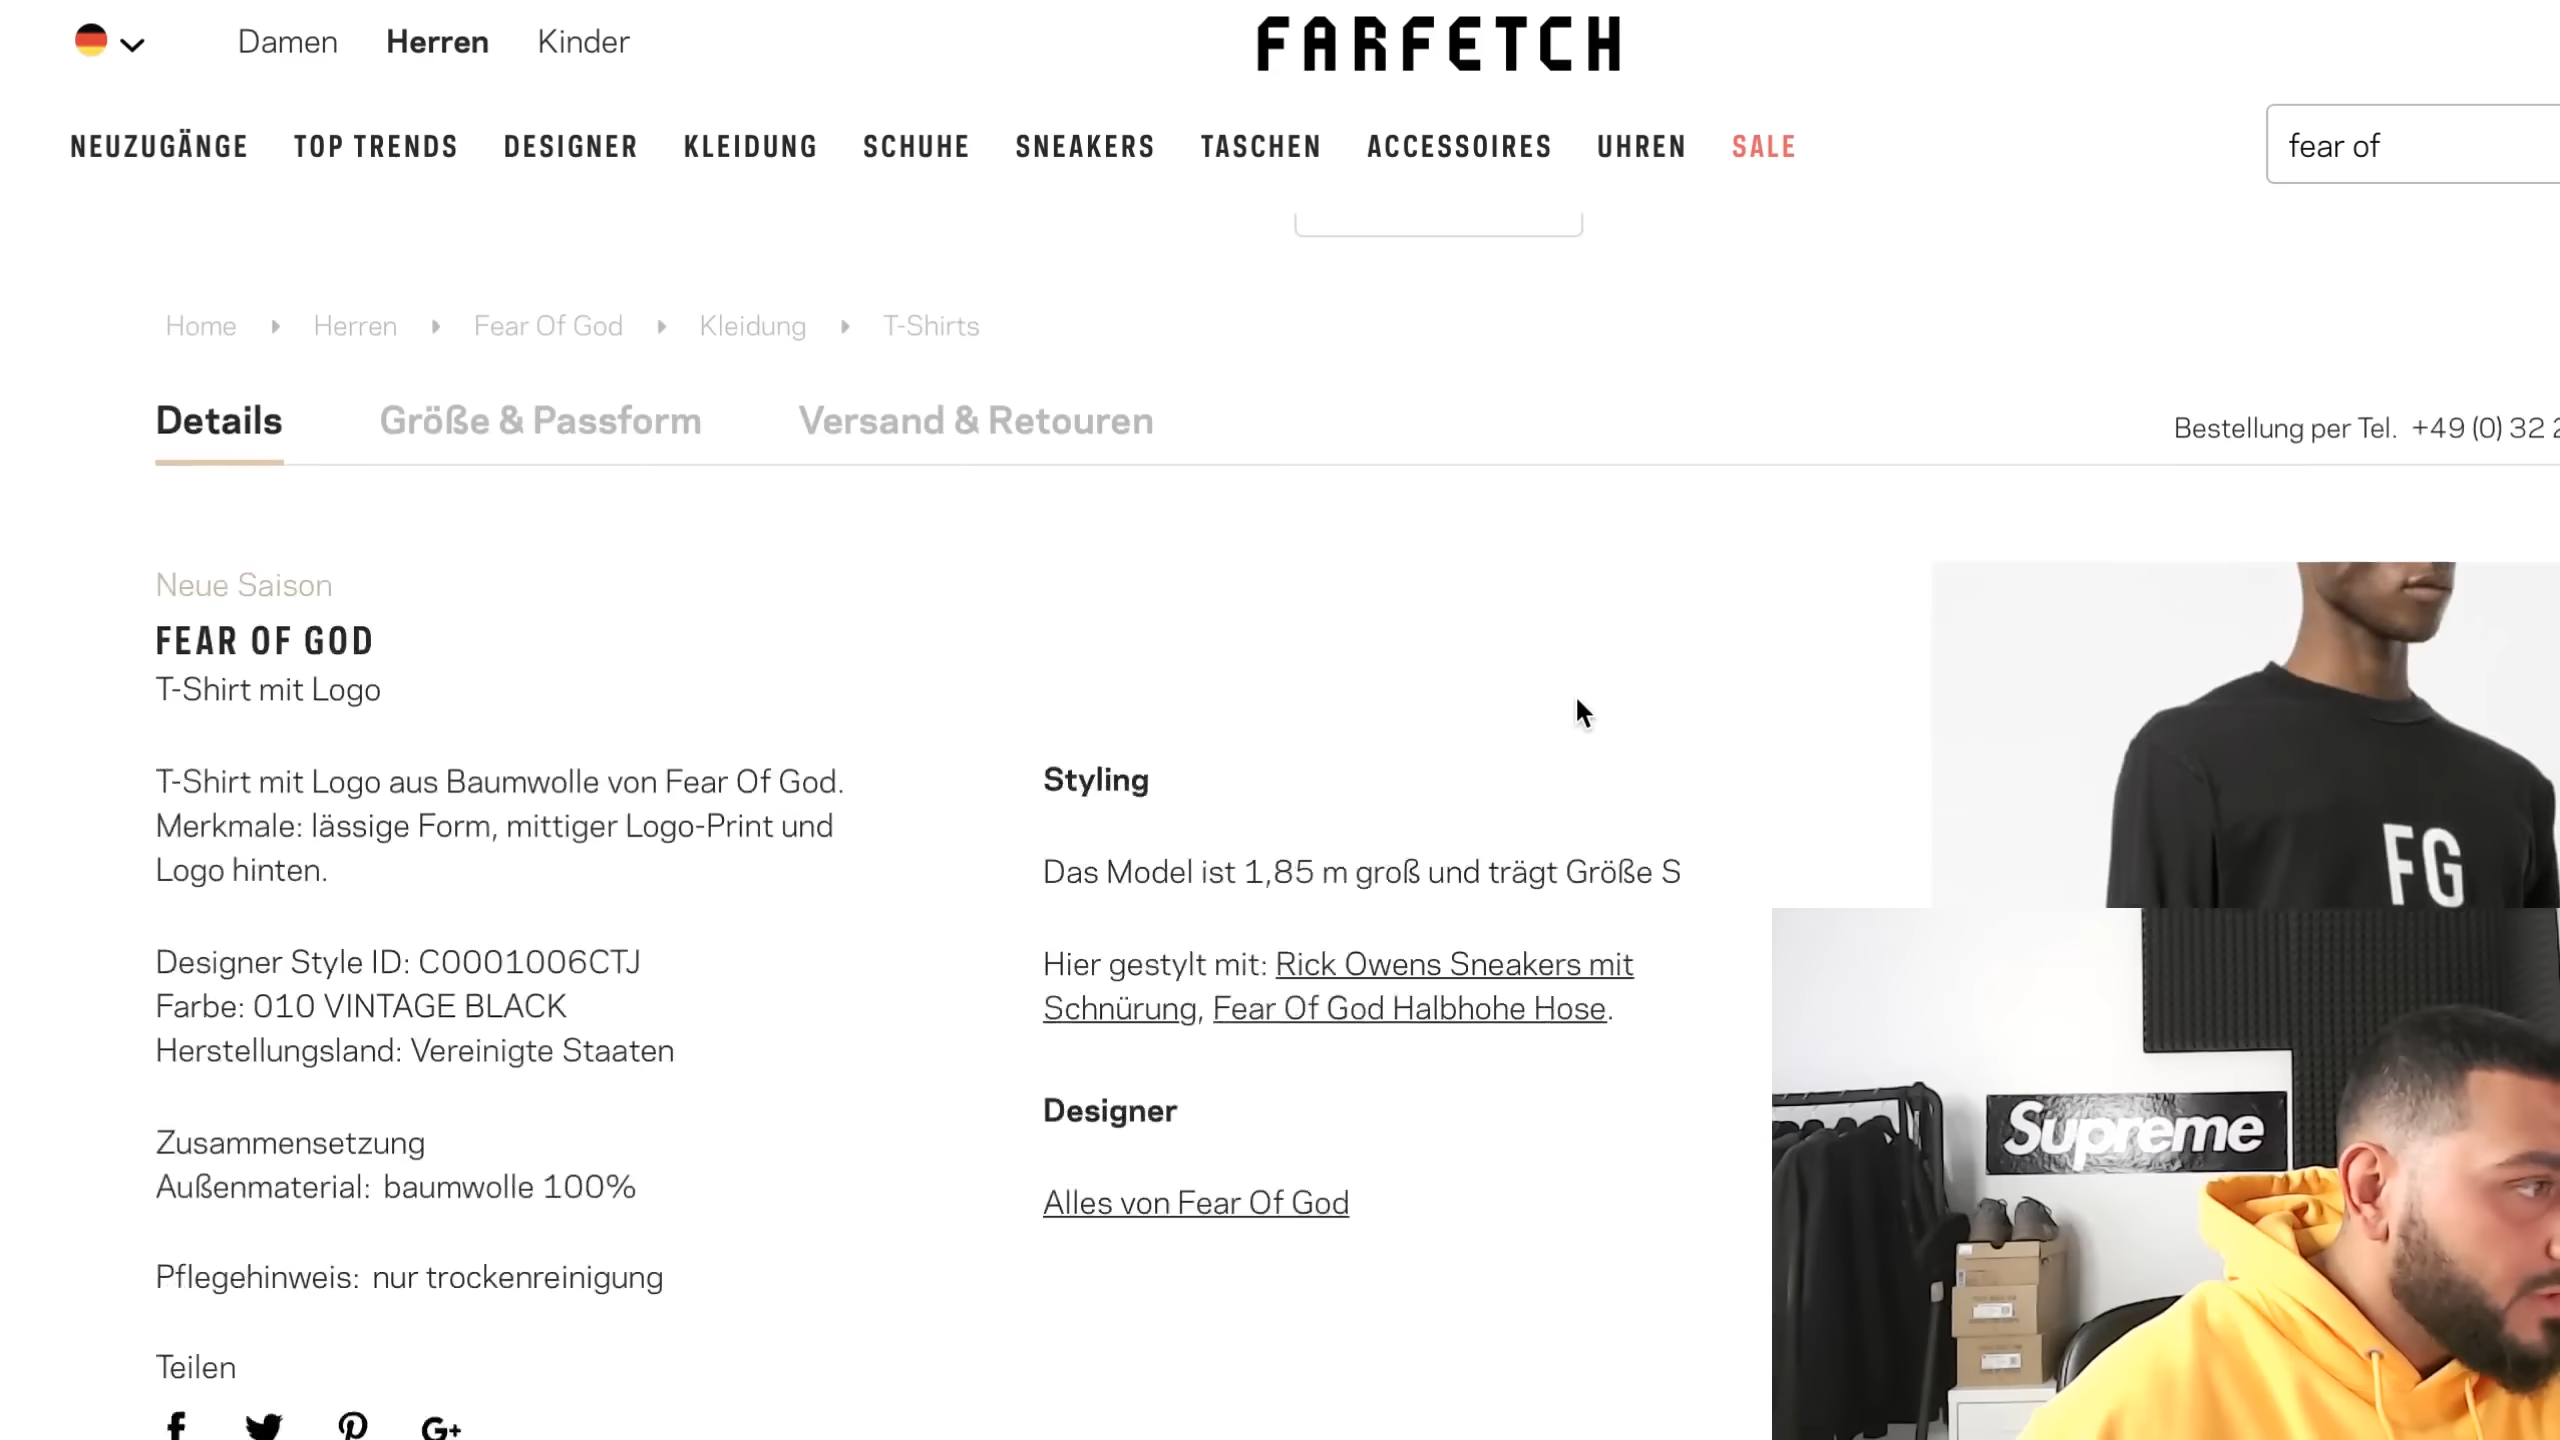 Damen Herren Kinder
FARFETCH
NEUZUGÄNGE TOP TRENDS DESIGNER KLEIDUNG SCHUHE SNEAKERS TASCHEN ACCESSOIRES UHREN SALE
fear of
Home Herren Fear Of God Kleidung T-Shirts
Details Größe & Passform Versand & Retouren
Bestellung per Tel. +49 (0) 32 2
Neue Saison
FEAR OF GOD
T-Shirt mit Logo
T-Shirt mit Logo aus Baumwolle von Fear Of God.
Merkmale: lässige Form, mittiger Logo-Print und
Logo hinten.
Designer Style ID: C0001006CTJ
Farbe: 010 VINTAGE BLACK
Herstellungsland: Vereinigte Staaten
Zusammensetzung
Außenmaterial: baumwolle 100%
Pflegehinweis: nur trockenreinigung
Teilen
G+
Styling
Das Model ist 1,85 m groß und trägt Größe S
Hier gestylt mit: Rick Owens Sneakers mit
Schnürung, Fear Of God Halbhohe Hose.
Designer
Alles von Fear Of God
FG
Supreme